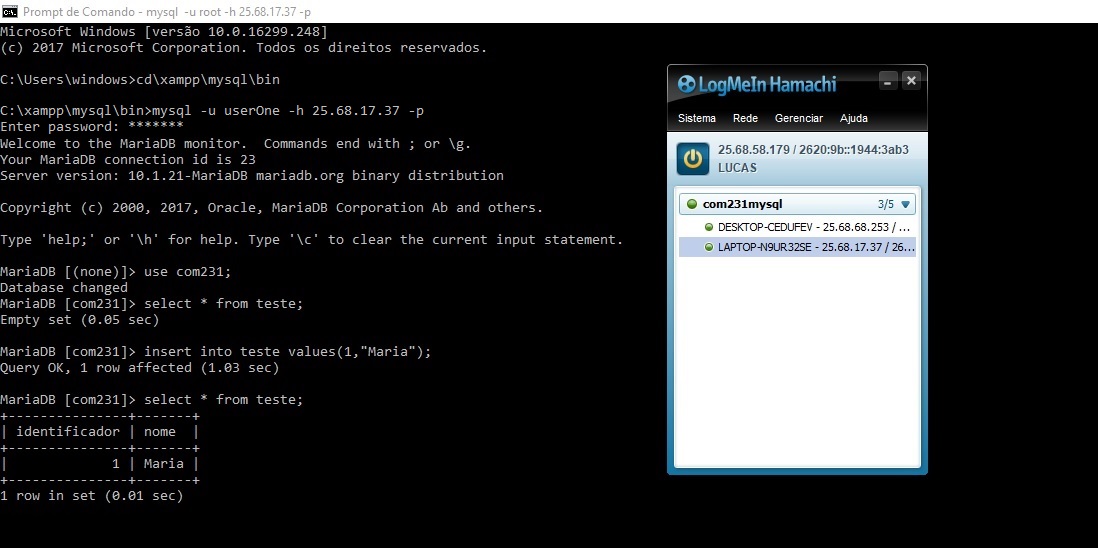 Prompt de Comando - mysql -u root -h 25.68.17.37 -p
Microsoft Windows [versão 10.0.16299.248]
(c) 2017 Microsoft Corporation. Todos os direitos reservados.
C:\Users\windows>cd\xampp\mysql\bin
C:\xampp\mysql\bin>mysql -u userOne -h 25.68.17.37 -p
Enter password: *******
Welcome to the MariaDB monitor.  Commands end with ; or \g.
Your MariaDB connection id is 23
Server version: 10.1.21-MariaDB mariadb.org binary distribution
Copyright (c) 2000, 2017, Oracle, MariaDB Corporation Ab and others.
Type 'help;' or '\h' for help. Type '\c' to clear the current input statement.
MariaDB [(none)]> use com231;
Database changed
MariaDB [com231]> select * from teste;
Empty set (0.05 sec)
MariaDB [com231]> insert into teste values(1,"Maria");
Query OK, 1 row affected (1.03 sec)
MariaDB [com231]> select * from teste;
+---------------+-------+
| identificador | nome  |
+---------------+-------+
|             1 | Maria |
+---------------+-------+
1 row in set (0.01 sec)
LogMeIn Hamachi
Sistema Rede Gerenciar Ajuda
25.68.58.179 / 2620:9b::1944:3ab3
LUCAS
com231mysql 3/5
DESKTOP-CEDUFEV - 25.68.68.253 / ...
LAPTOP-N9UR32SE - 25.68.17.37 / 26...